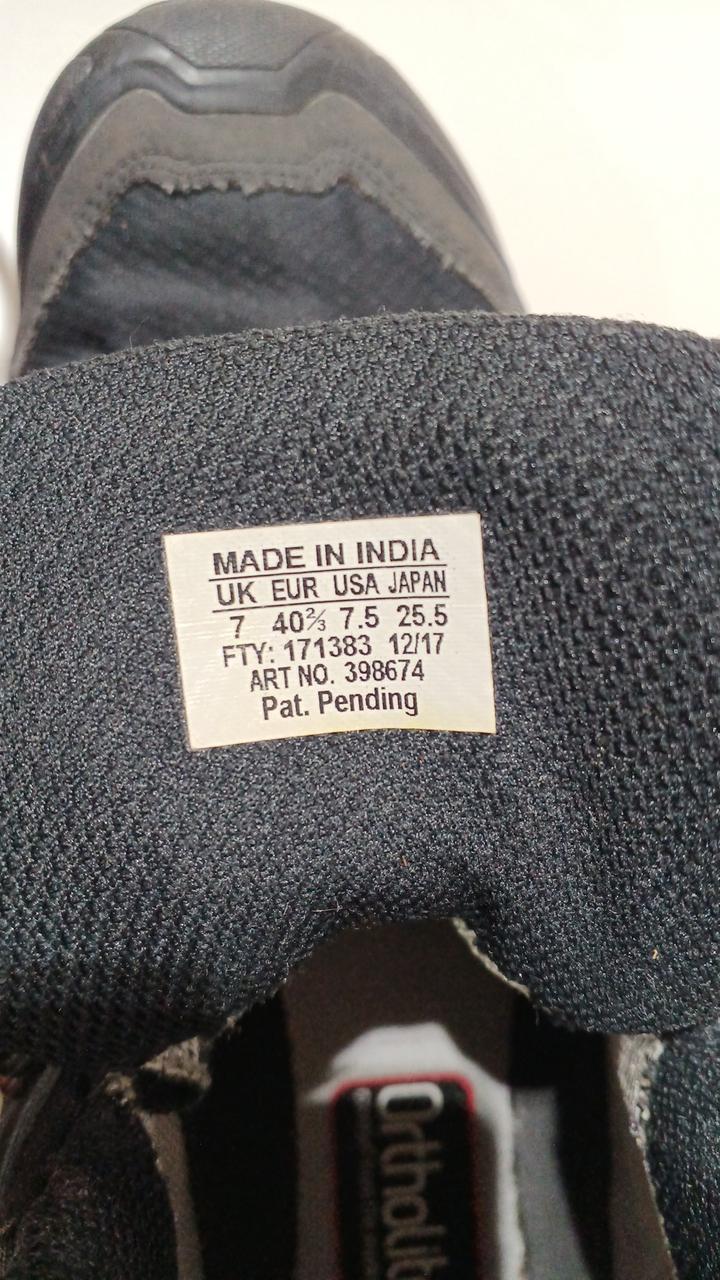 MADE IN INDIA
UK EUR USA JAPAN
7 40⅔ 7.5 25.5
FTY: 171383 12/17
ART NO. 398674
Pat. Pending
Ortholite